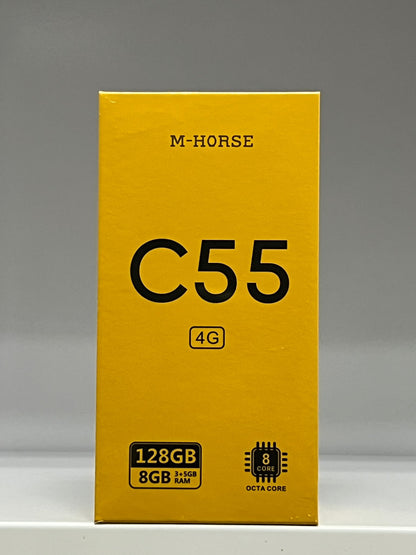 M-HORSE
C55
4G
128GB
8GB 3+5GB RAM
8
CORE
OCTA CORE